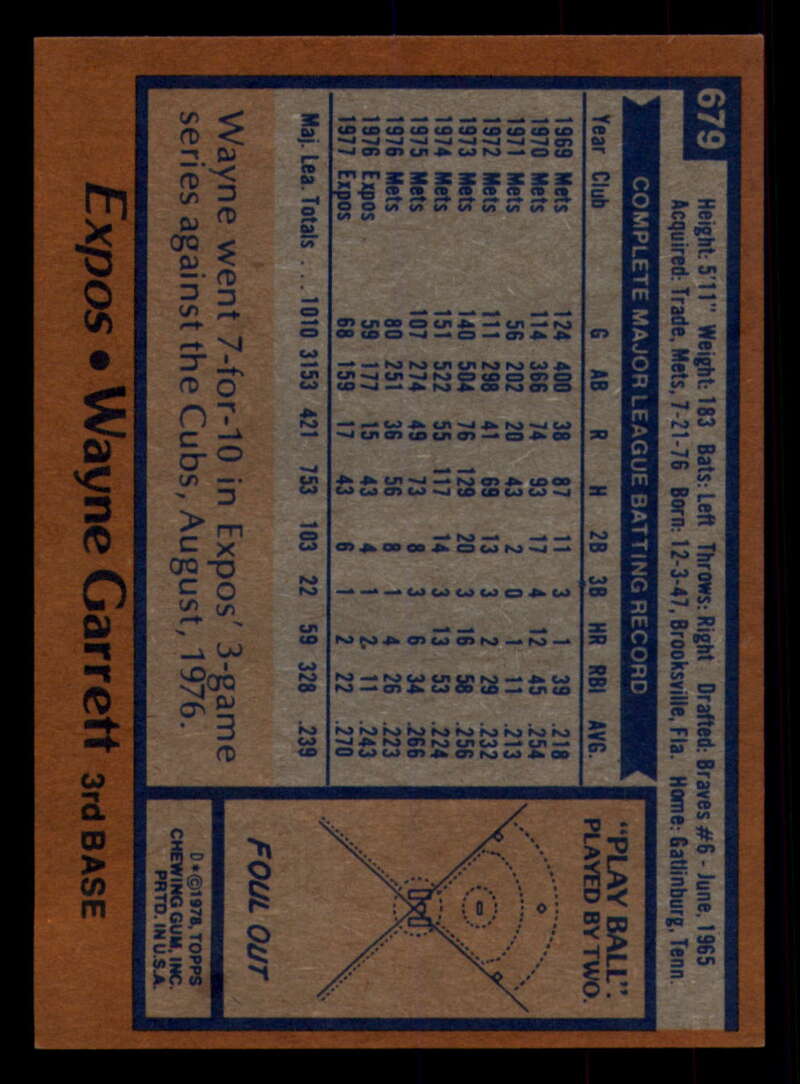 679
Height: 5'11" Weight: 183 Bats: Left Throws: Right Drafted: Braves #6 - June, 1965
Acquired: Trade, Mets, 7-21-76 Born: 12-3-47, Brooksville, Fla. Home: Gatlinburg, Tenn.
COMPLETE MAJOR LEAGUE BATTING RECORD
Year Club G AB R H 2B 3B HR RBI AVG.
1969 Mets 124 400 38 87 11 3 1 39 .218
1970 Mets 114 366 74 93 17 4 12 45 .254
1971 Mets 56 202 20 43 2 0 1 11 .213
1972 Mets 111 298 41 69 13 3 2 29 .232
1973 Mets 140 504 76 129 20 3 16 58 .256
1974 Mets 151 522 55 117 14 3 13 53 .224
1975 Mets 107 274 49 73 8 3 6 34 .266
1976 Mets 80 251 36 56 8 1 4 26 .223
1976 Expos 59 177 15 43 4 1 2 11 .243
1977 Expos 68 159 17 43 6 1 2 22 .270
Maj. Lea. Totals ... 1010 3153 421 753 103 22 59 328 .239
Wayne went 7-for-10 in Expos' 3-game
series against the Cubs, August, 1976.
"PLAY BALL":
PLAYED BY TWO.
FOUL OUT
D*©1978, TOPPS
CHEWING GUM, INC.
PRTD. IN U.S.A.
Expos • Wayne Garrett 3rd BASE